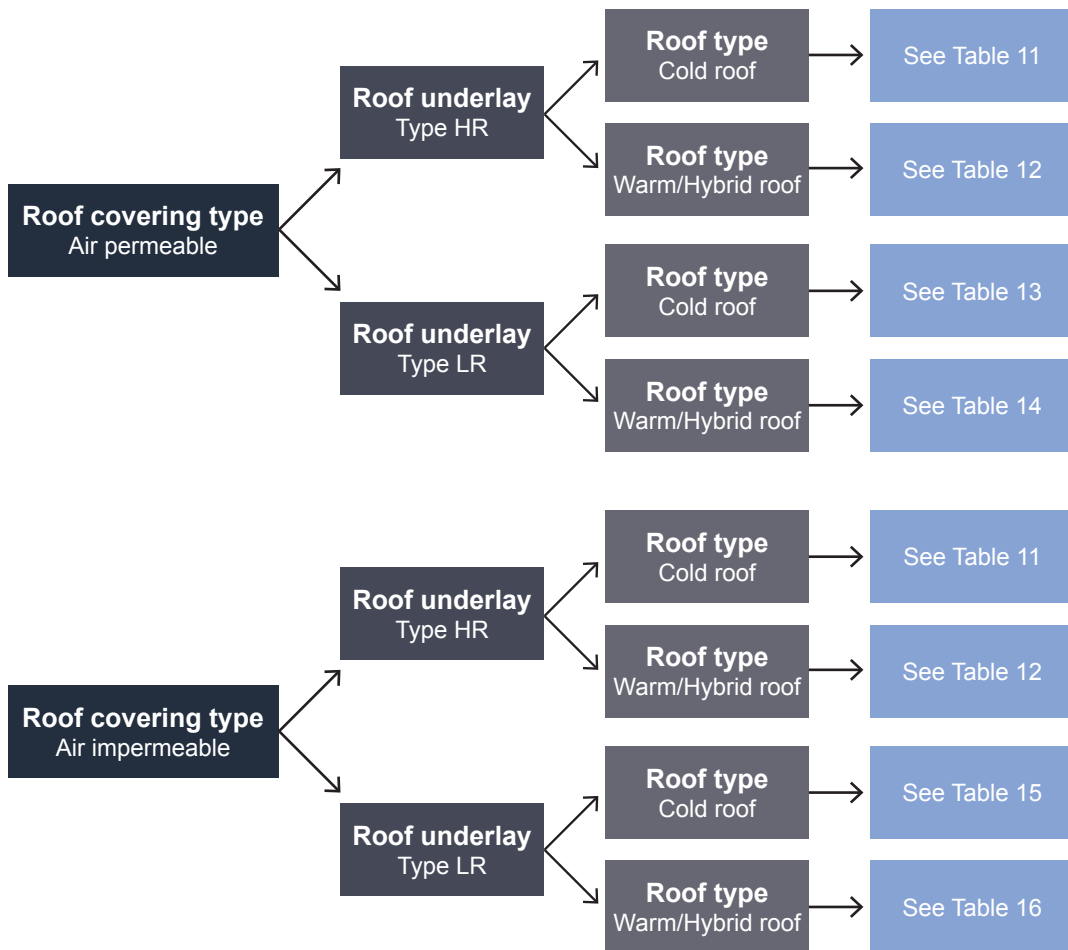 Roof type
Cold roof
See Table 11
Roof underlay
Type HR
Roof type
Warm/Hybrid roof
See Table 12
Roof covering type
Air permeable
Roof type
Cold roof
See Table 13
Roof underlay
Type LR
Roof type
Warm/Hybrid roof
See Table 14
Roof type
Cold roof
See Table 11
Roof underlay
Type HR
Roof type
Warm/Hybrid roof
See Table 12
Roof covering type
Air impermeable
Roof type
Cold roof
See Table 15
Roof underlay
Type LR
Roof type
Warm/Hybrid roof
See Table 16